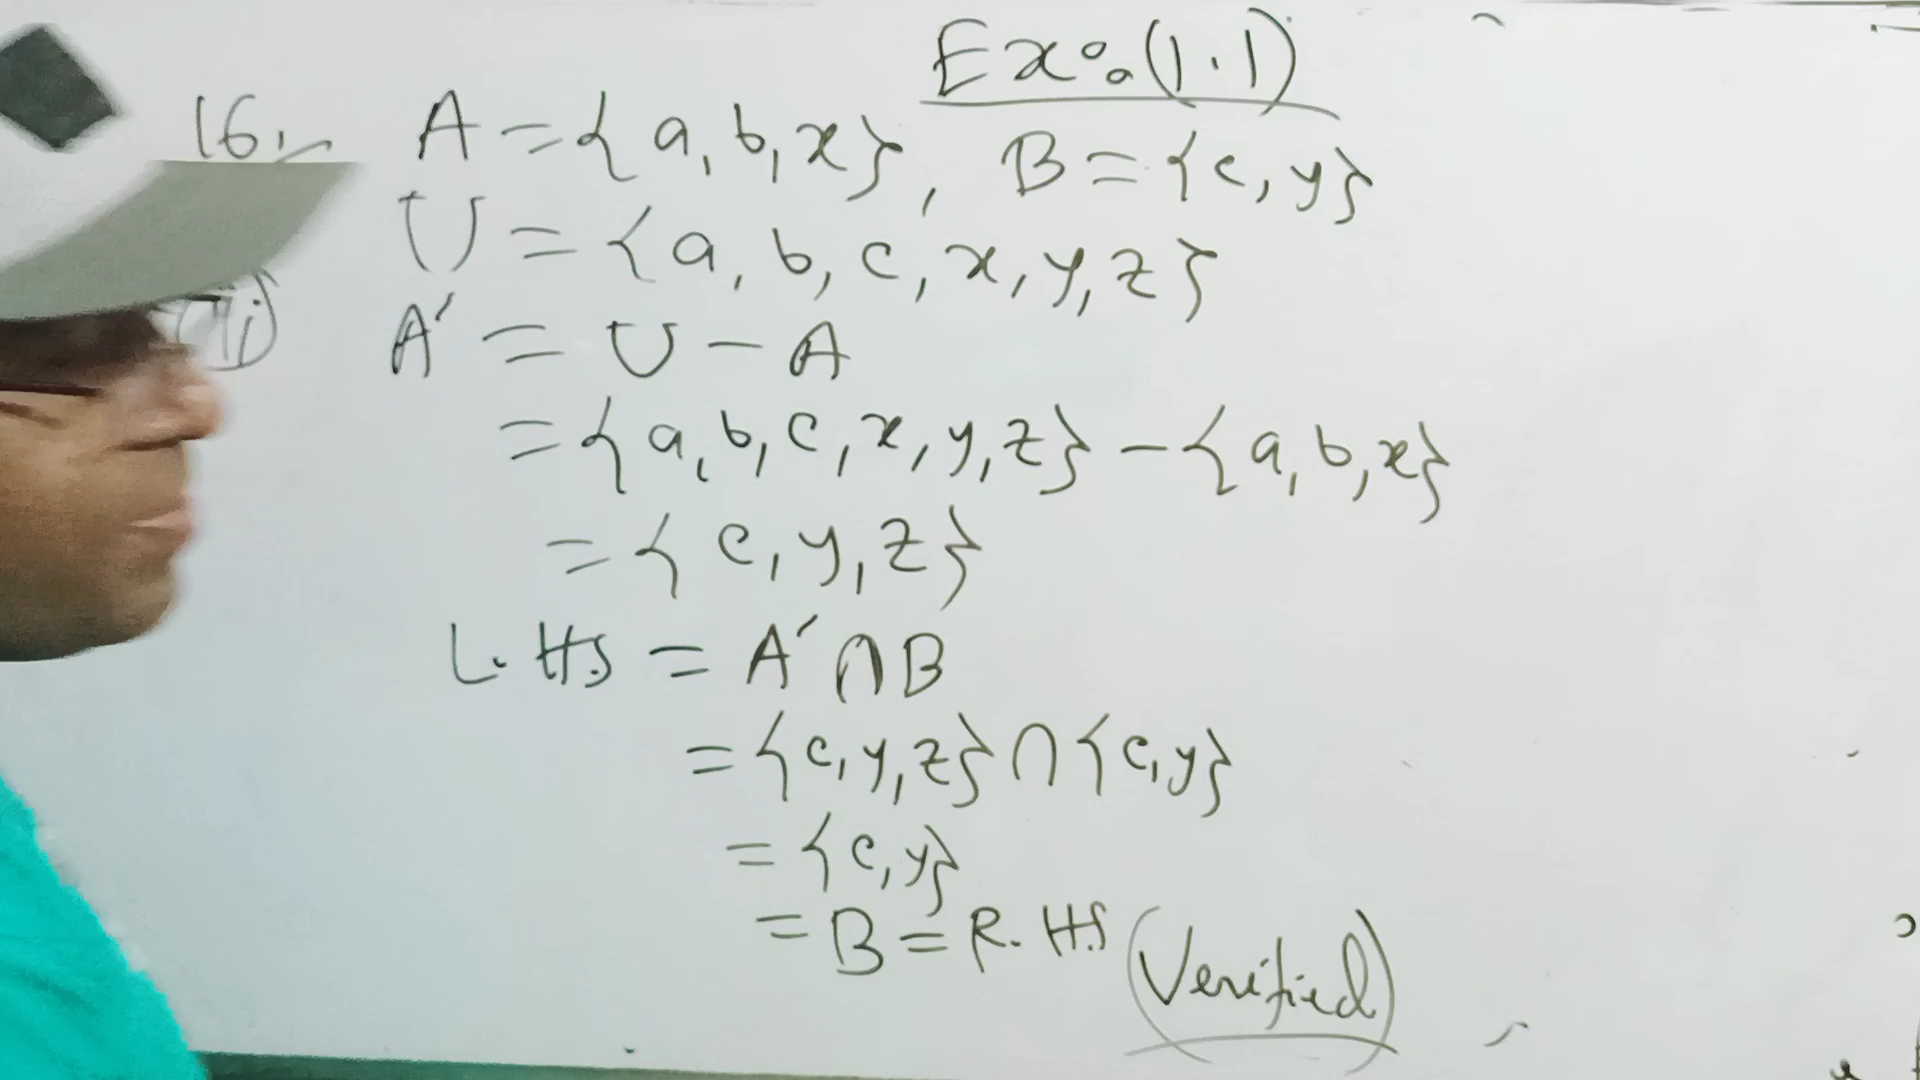 Ex:(1.1)
16. A = {a, b, x}, B = {c, y}
U = {a, b, c, x, y, z}
A' = U - A
= {a, b, c, x, y, z} - {a, b, x}
= {c, y, z}
L.H.S = A' ∩ B
= {c, y, z} ∩ {c, y}
= {c, y}
= B = R.H.S (Verified)